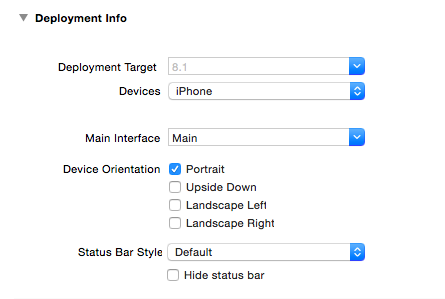 Deployment Info
Deployment Target 8.1
Devices iPhone
Main Interface Main
Device Orientation Portrait
Upside Down
Landscape Left
Landscape Right
Status Bar Style Default
Hide status bar